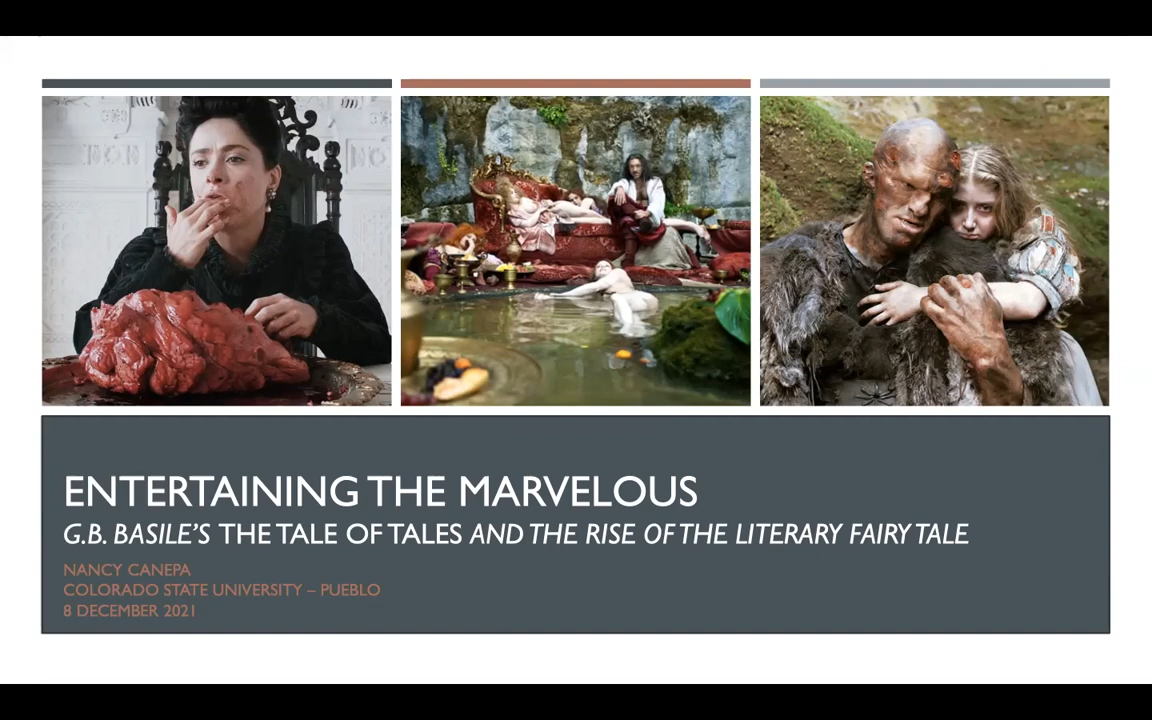 ENTERTAINING THE MARVELOUS
G.B. BASILE'S THE TALE OF TALES AND THE RISE OF THE LITERARY FAIRY TALE
NANCY CANEPA
COLORADO STATE UNIVERSITY – PUEBLO
8 DECEMBER 2021